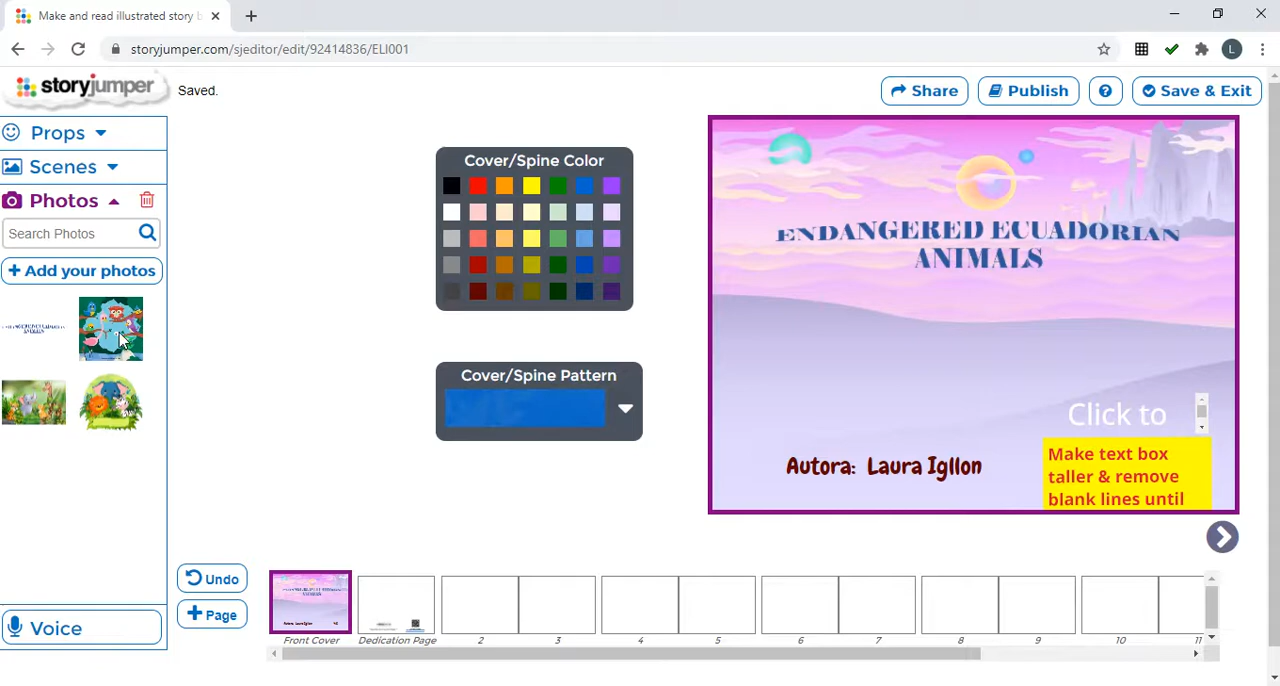 Make and read illustrated story b
storyjumper.com/sjeditor/edit/92414836/ELI001
L
storyjumper
Saved.
Share
Publish
Save & Exit
Props
Scenes
Photos
Search Photos
+ Add your photos
Voice
Cover/Spine Color
Cover/Spine Pattern
ENDANGERED ECUADORIAN
ANIMALS
Click to
Autora: Laura Igllon
Make text box
taller & remove
blank lines until
Undo
+ Page
Front Cover
Dedication Page
2
3
4
5
6
7
8
9
10
11